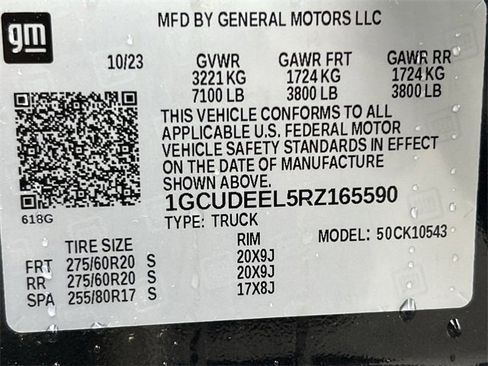 gm
MFD BY GENERAL MOTORS LLC
10/23 GVWR GAWR FRT GAWR RR
3221 KG 1724 KG 1724 KG
7100 LB 3800 LB 3800 LB
THIS VEHICLE CONFORMS TO ALL
APPLICABLE U.S. FEDERAL MOTOR
VEHICLE SAFETY STANDARDS IN EFFECT
ON THE DATE OF MANUFACTURE
SHOWN ABOVE.
1GCUDEEL5RZ165590
618G
TYPE: TRUCK
MODEL: 50CK10543
TIRE SIZE RIM
FRT 275/60R20 S 20X9J
RR 275/60R20 S 20X9J
SPA 255/80R17 S 17X8J